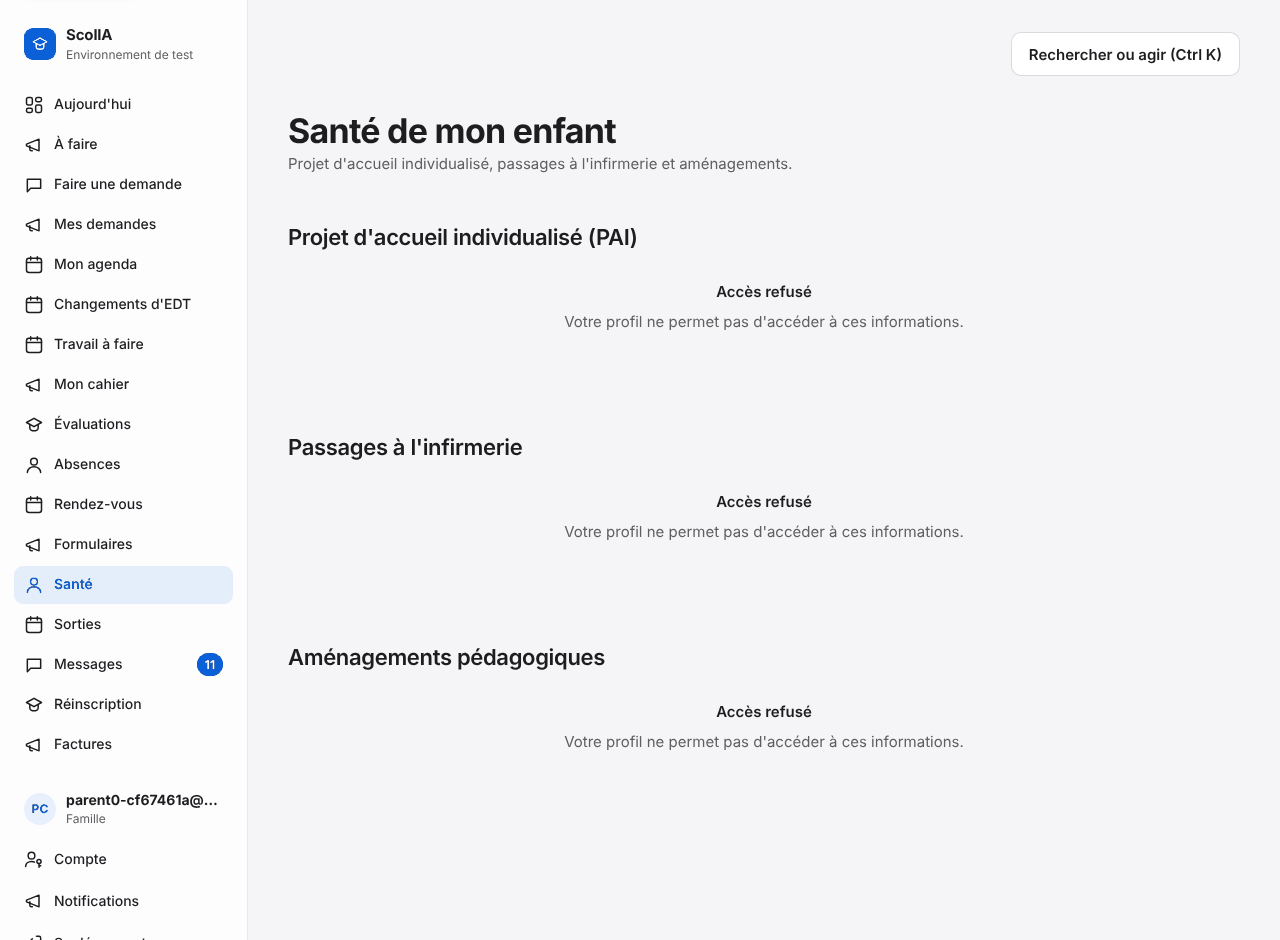 ScolIA
Environnement de test
Rechercher ou agir (Ctrl K)
Aujourd'hui
À faire
Faire une demande
Mes demandes
Mon agenda
Changements d'EDT
Travail à faire
Mon cahier
Évaluations
Absences
Rendez-vous
Formulaires
Santé
Sorties
Messages 11
Réinscription
Factures
PC
parent0-cf67461a@...
Famille
Compte
Notifications
Santé de mon enfant
Projet d'accueil individualisé, passages à l'infirmerie et aménagements.
Projet d'accueil individualisé (PAI)
Accès refusé
Votre profil ne permet pas d'accéder à ces informations.
Passages à l'infirmerie
Accès refusé
Votre profil ne permet pas d'accéder à ces informations.
Aménagements pédagogiques
Accès refusé
Votre profil ne permet pas d'accéder à ces informations.